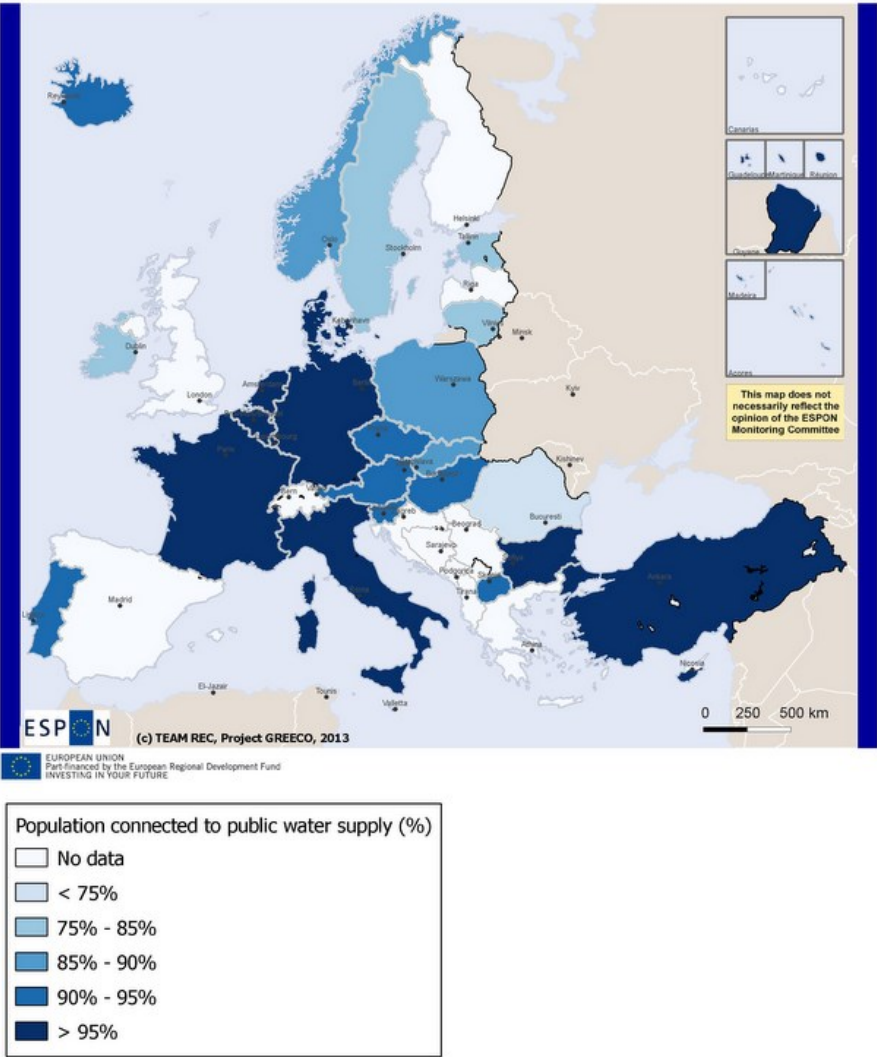 Reykjavik
Canarias
Guadeloupe
Martinique
Réunion
Guyane
Madeira
Acores
Helsinki
Tallinn
Oslo
Stockholm
Riga
København
Vilnius
Minsk
Dublin
London
Warszawa
Kyiv
This map does not
necessarily reflect the
opinion of the ESPON
Monitoring Committee
Paris
Bern
Kishinev
Beograd
Bucuresti
Sarajevo
Podgorica
Tirana
Madrid
Ankara
Athina
Nicosia
El-Jazair
Tounis
Valletta
0 250 500 km
ESPON
(c) TEAM REC, Project GREECO, 2013
EUROPEAN UNION
Part-financed by the European Regional Development Fund
INVESTING IN YOUR FUTURE
Population connected to public water supply (%)
No data
< 75%
75% - 85%
85% - 90%
90% - 95%
> 95%